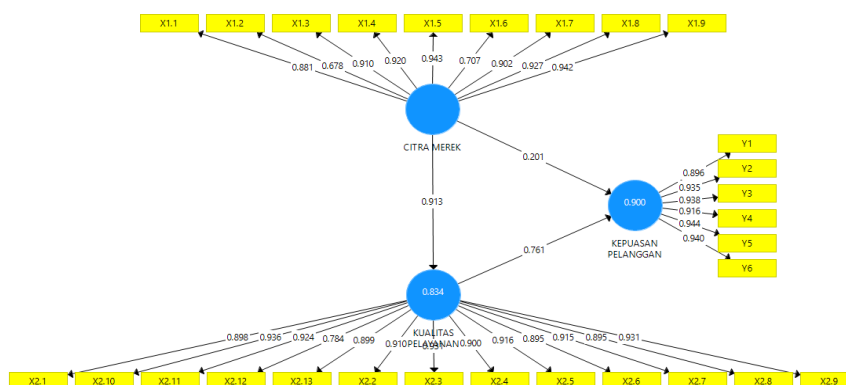 X1.1 X1.2 X1.3 X1.4 X1.5 X1.6 X1.7 X1.8 X1.9
0.881 0.678 0.910 0.920 0.943 0.707 0.902 0.927 0.942
CITRA MEREK
0.201
0.913
0.761
Y1
Y2
Y3
Y4
Y5
Y6
0.896
0.935
0.938
0.916
0.944
0.940
0.900
KEPUASAN
PELANGGAN
0.834
KUALITAS
PELAYANAN
0.898 0.936 0.924 0.784 0.899 0.910 0.931 0.900 0.916 0.895 0.915 0.895 0.931
X2.1 X2.10 X2.11 X2.12 X2.13 X2.2 X2.3 X2.4 X2.5 X2.6 X2.7 X2.8 X2.9